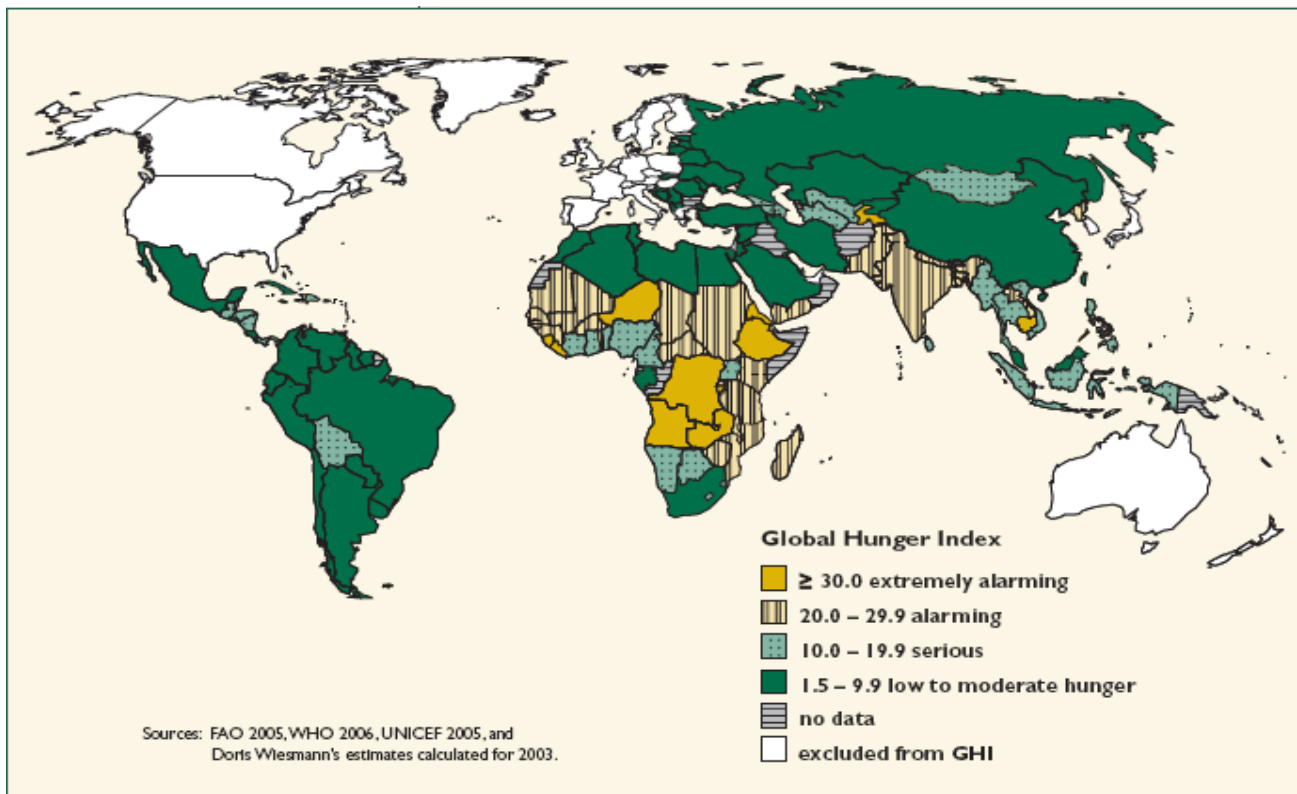 Global Hunger Index
≥ 30.0 extremely alarming
20.0 – 29.9 alarming
10.0 – 19.9 serious
1.5 – 9.9 low to moderate hunger
no data
excluded from GHI
Sources: FAO 2005, WHO 2006, UNICEF 2005, and
Doris Wiesmann's estimates calculated for 2003.